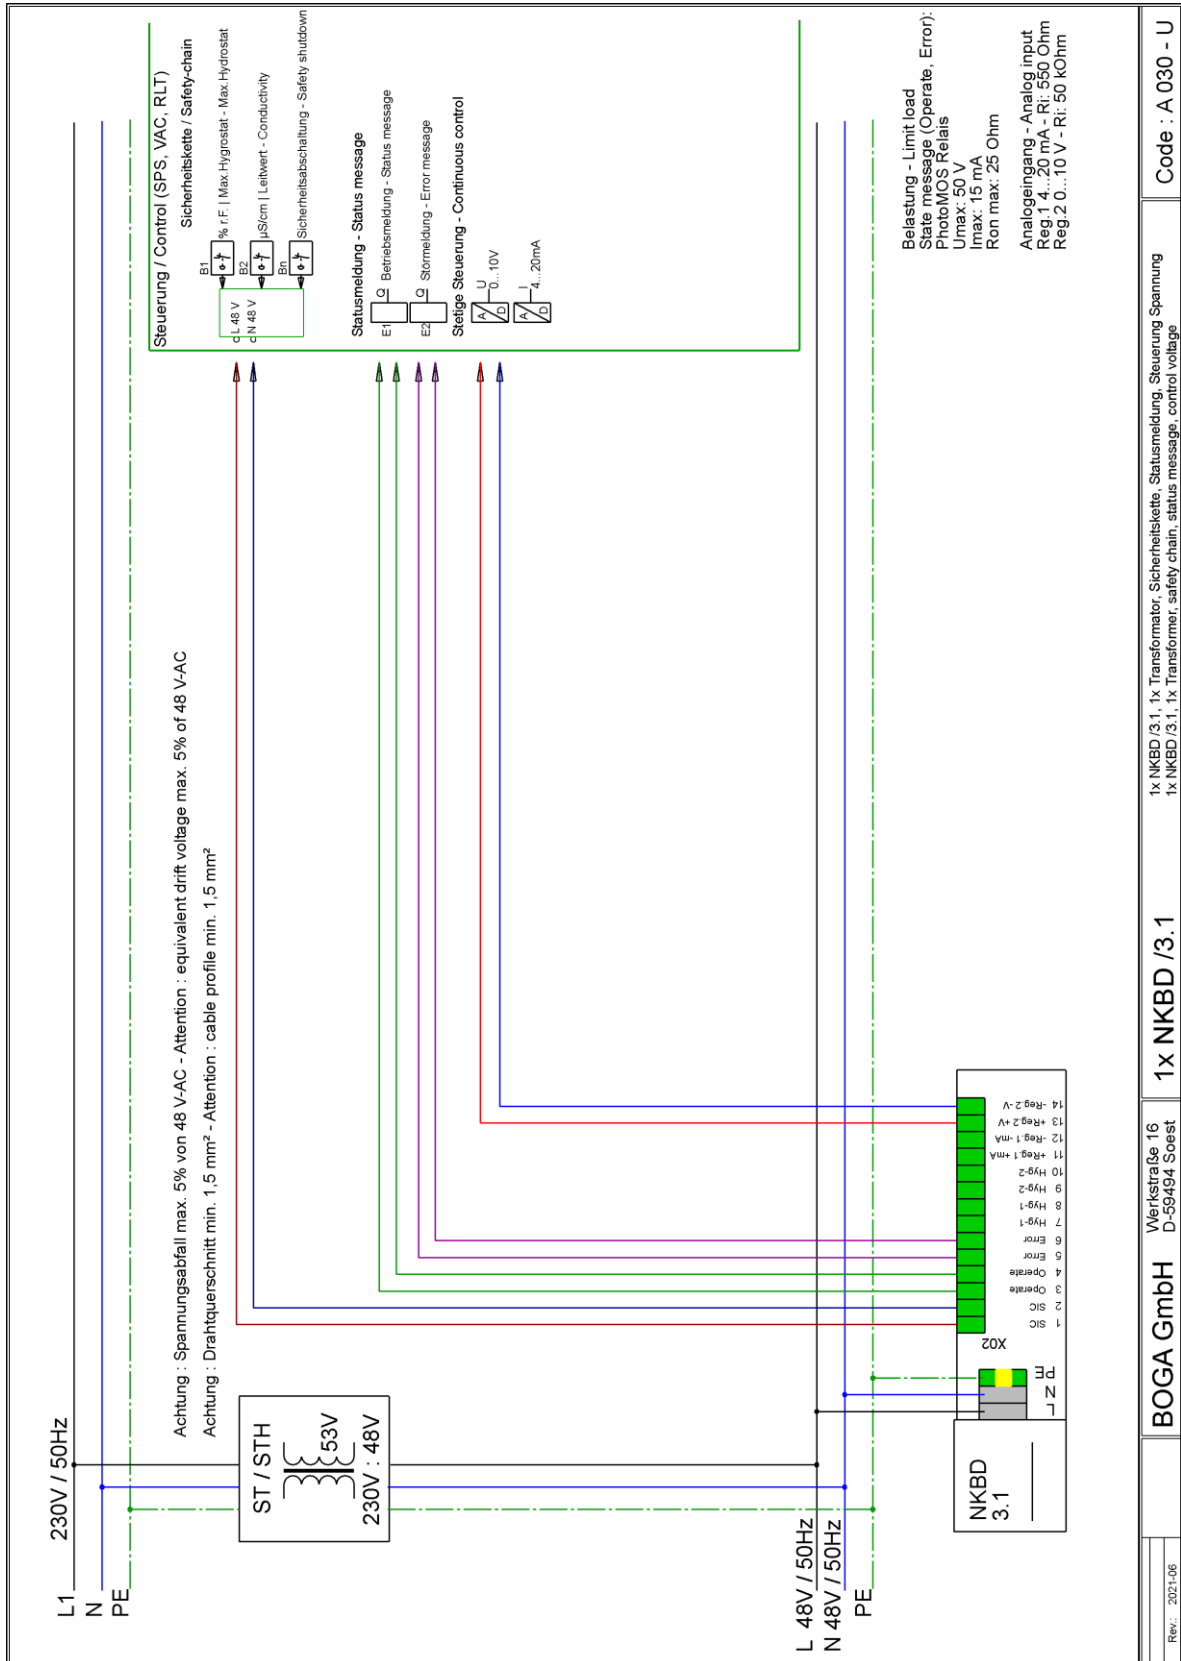 L1
230V / 50Hz
N
PE
Achtung : Spannungsabfall max. 5% von 48 V-AC - Attention : equivalent drift voltage max. 5% of 48 V-AC
Achtung : Drahtquerschnitt min. 1,5 mm² - Attention : cable profile min. 1,5 mm²
ST / STH
53V
230V : 48V
Steuerung / Control (SPS, VAC, RLT)
Sicherheitskette / Safety-chain
B1
% r.F. | Max.Hygrostat - Max.Hydrostat
B2
µS/cm | Leitwert - Conductivity
Bn
Sicherheitsabschaltung - Safety shutdown
L 48 V
N 48 V
Statusmeldung - Status message
E1
Q
Betriebsmeldung - Status message
E2
Q
Störmeldung - Error message
Stetige Steuerung - Continuous control
A
D
U
0...10V
A
D
I
4...20mA
L 48V / 50Hz
N 48V / 50Hz
PE
Belastung - Limit load
State message (Operate, Error):
PhotoMOS Relais
Umax: 50 V
Imax: 15 mA
Ron max: 25 Ohm
Analogeingang - Analog input
Reg.1 4...20 mA - Ri: 550 Ohm
Reg.2 0...10 V - Ri: 50 kOhm
NKBD
3.1
L
N
PE
X02
1 SIC
2 SIC
3 Operate
4 Operate
5 Error
6 Error
7 Hyg-1
8 Hyg-1
9 Hyg-2
10 Hyg-2
11 +Reg.1 +mA
12 -Reg.1 -mA
13 +Reg.2 +V
14 -Reg.2 -V
Rev.: 2021-06
BOGA GmbH
Werkstraße 16
D-59494 Soest
1x NKBD /3.1
1x NKBD /3.1, 1x Transformator, Sicherheitskette, Statusmeldung, Steuerung Spannung
1x NKBD /3.1, 1x Transformer, safety chain, status message, control voltage
Code : A 030 - U